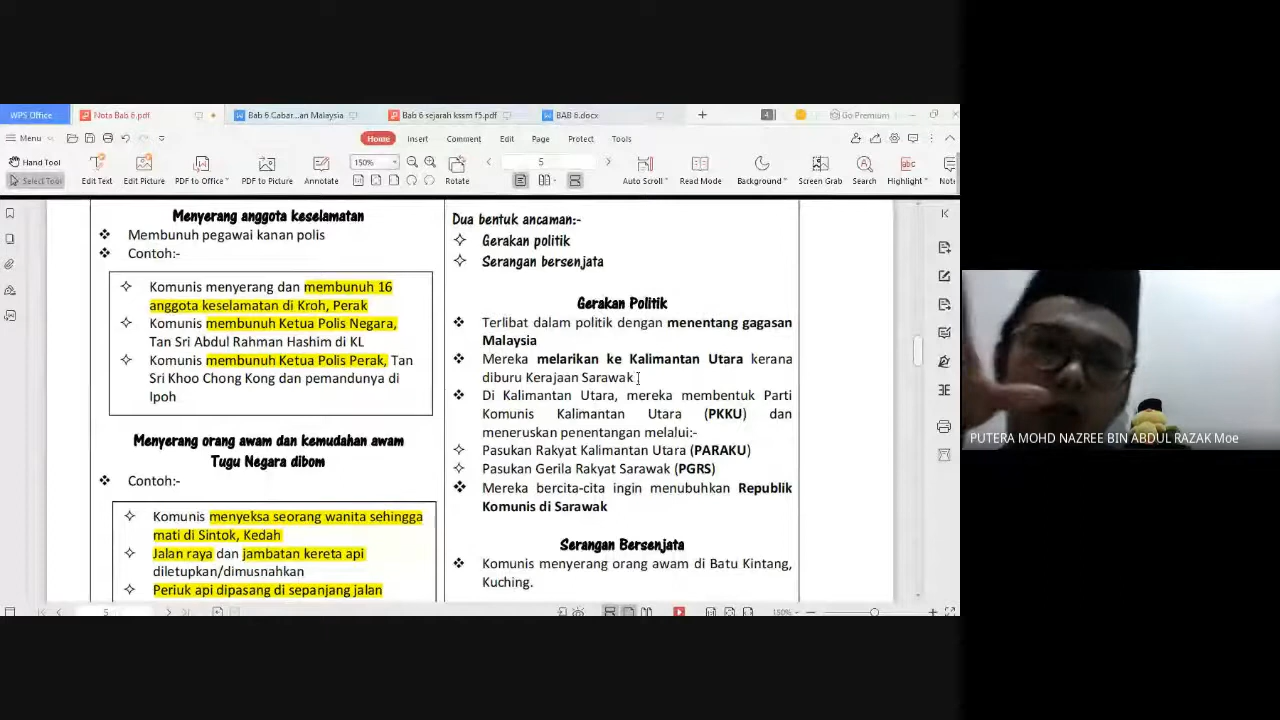 WPS Office
Nota Bab 6.pdf
Bab 6 Cabar...an Malaysia
Bab 6 sejarah kssm f5.pdf
BAB 6.docx
4
Go Premium
Menu
Home
Insert
Comment
Edit
Page
Protect
Tools
Hand Tool
Select Tool
Edit Text
Edit Picture
PDF to Office
PDF to Picture
Annotate
150%
Rotate
5
Auto Scroll
Read Mode
Background
Screen Grab
Search
Highlight
Menyerang anggota keselamatan
Membunuh pegawai kanan polis
Contoh:-
Komunis menyerang dan membunuh 16
anggota keselamatan di Kroh, Perak
Komunis membunuh Ketua Polis Negara,
Tan Sri Abdul Rahman Hashim di KL
Komunis membunuh Ketua Polis Perak, Tan
Sri Khoo Chong Kong dan pemandunya di
Ipoh
Menyerang orang awam dan kemudahan awam
Tugu Negara dibom
Contoh:-
Komunis menyeksa seorang wanita sehingga
mati di Sintok, Kedah
Jalan raya dan jambatan kereta api
diletupkan/dimusnahkan
Periuk api dipasang di sepanjang jalan
Dua bentuk ancaman:-
Gerakan politik
Serangan bersenjata
Gerakan Politik
Terlibat dalam politik dengan menentang gagasan
Malaysia
Mereka melarikan ke Kalimantan Utara kerana
diburu Kerajaan Sarawak
Di Kalimantan Utara, mereka membentuk Parti
Komunis Kalimantan Utara (PKKU) dan
meneruskan penentangan melalui:-
Pasukan Rakyat Kalimantan Utara (PARAKU)
Pasukan Gerila Rakyat Sarawak (PGRS)
Mereka bercita-cita ingin menubuhkan Republik
Komunis di Sarawak
Serangan Bersenjata
Komunis menyerang orang awam di Batu Kintang,
Kuching.
5
150%
PUTERA MOHD NAZREE BIN ABDUL RAZAK Moe